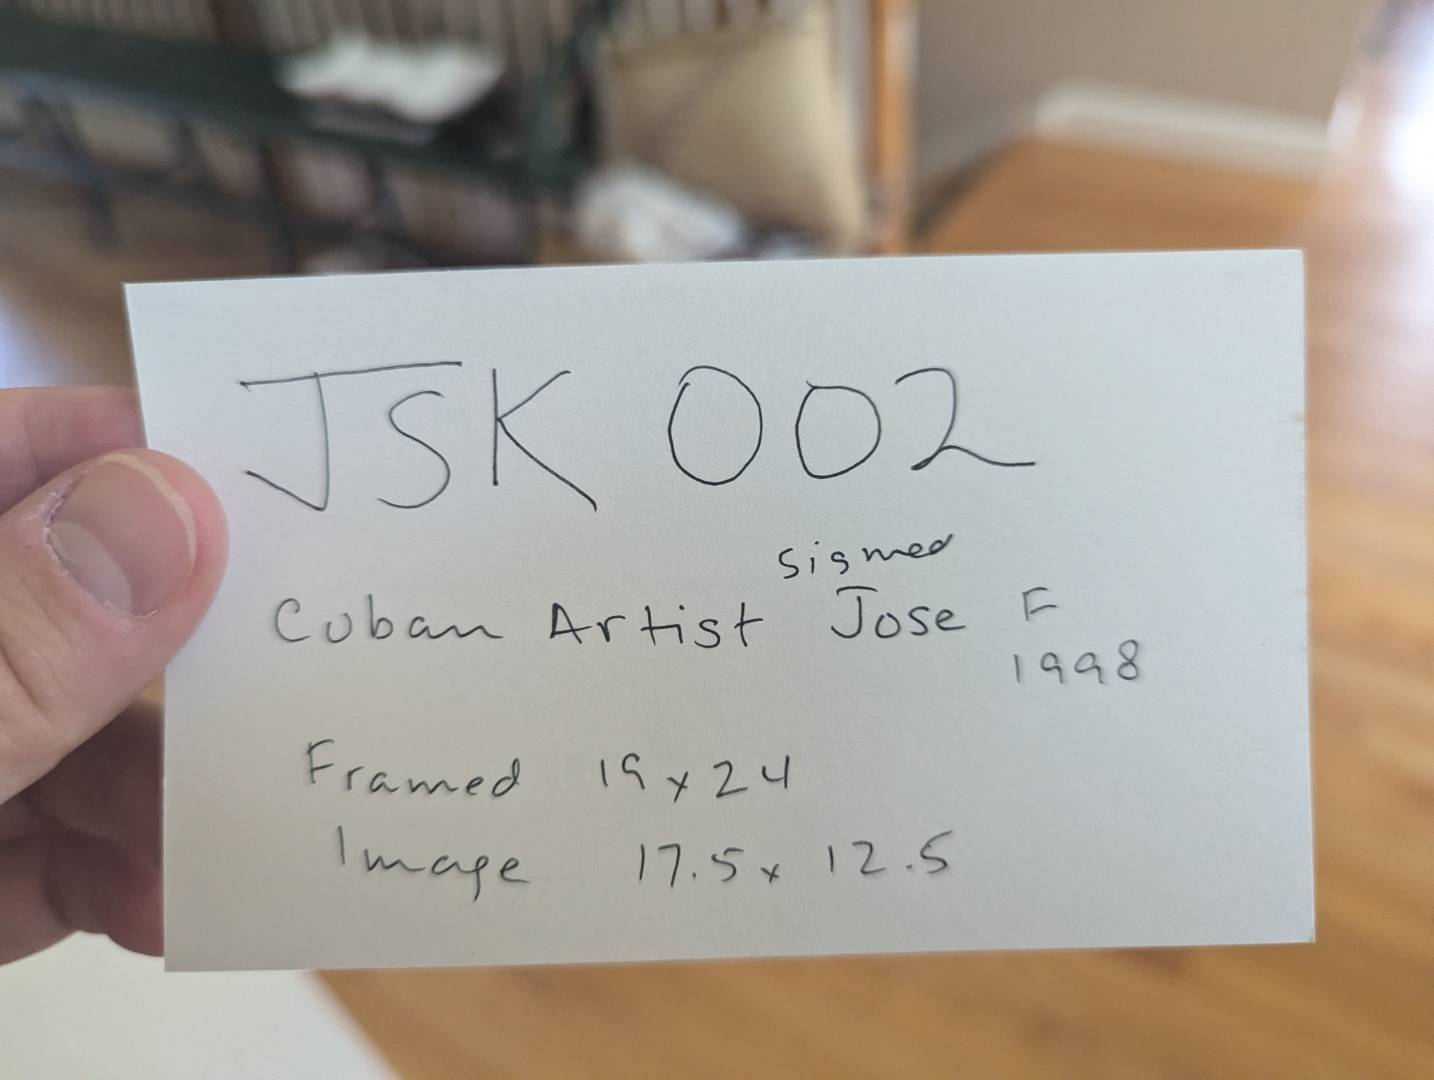 JSK 002
signed
Cuban Artist Jose F
1998
Framed 19 x 24
Image 17.5 x 12.5